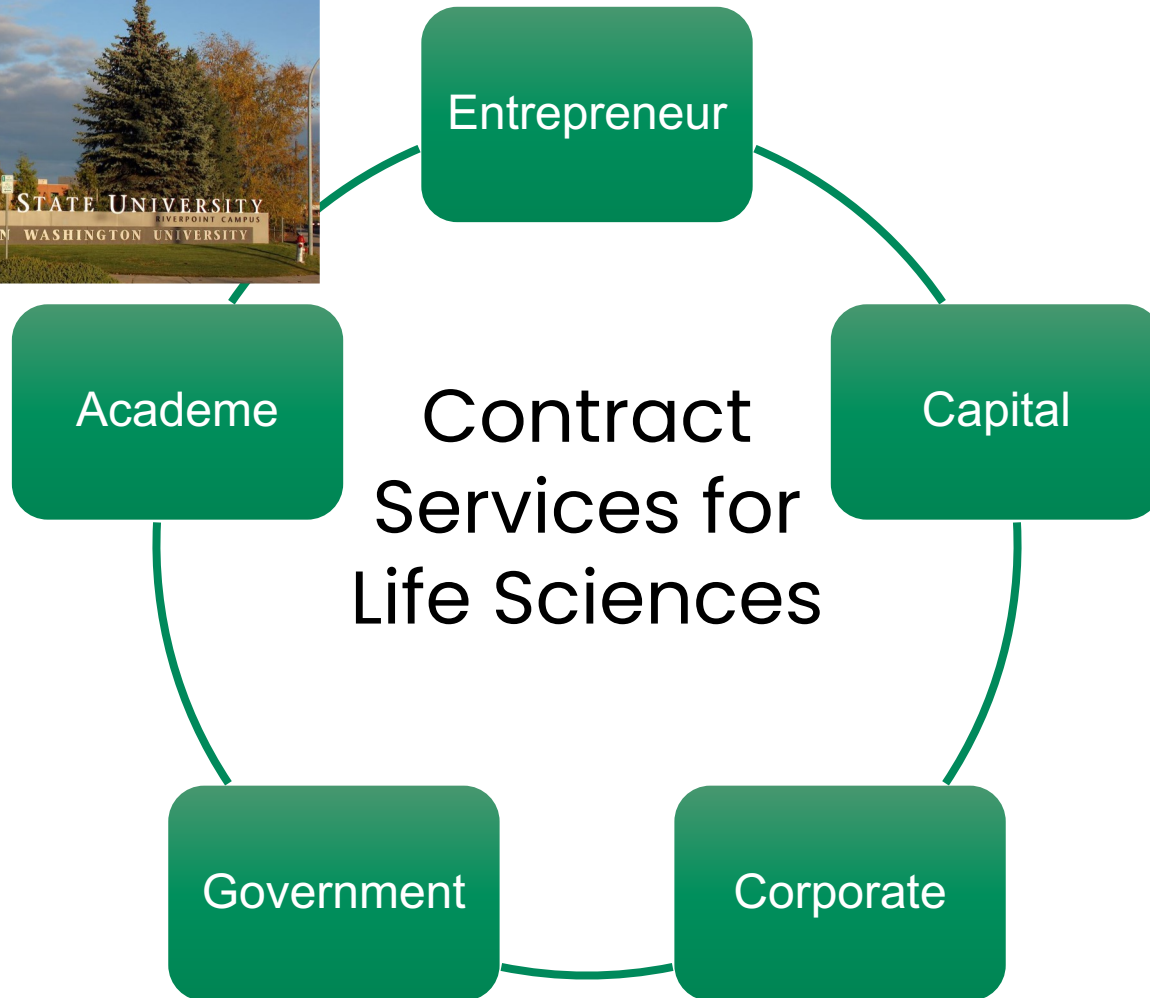 STATE UNIVERSITY
RIVERPOINT CAMPUS
N WASHINGTON UNIVERSITY
Entrepreneur
Academe
Capital
Contract
Services for
Life Sciences
Government
Corporate